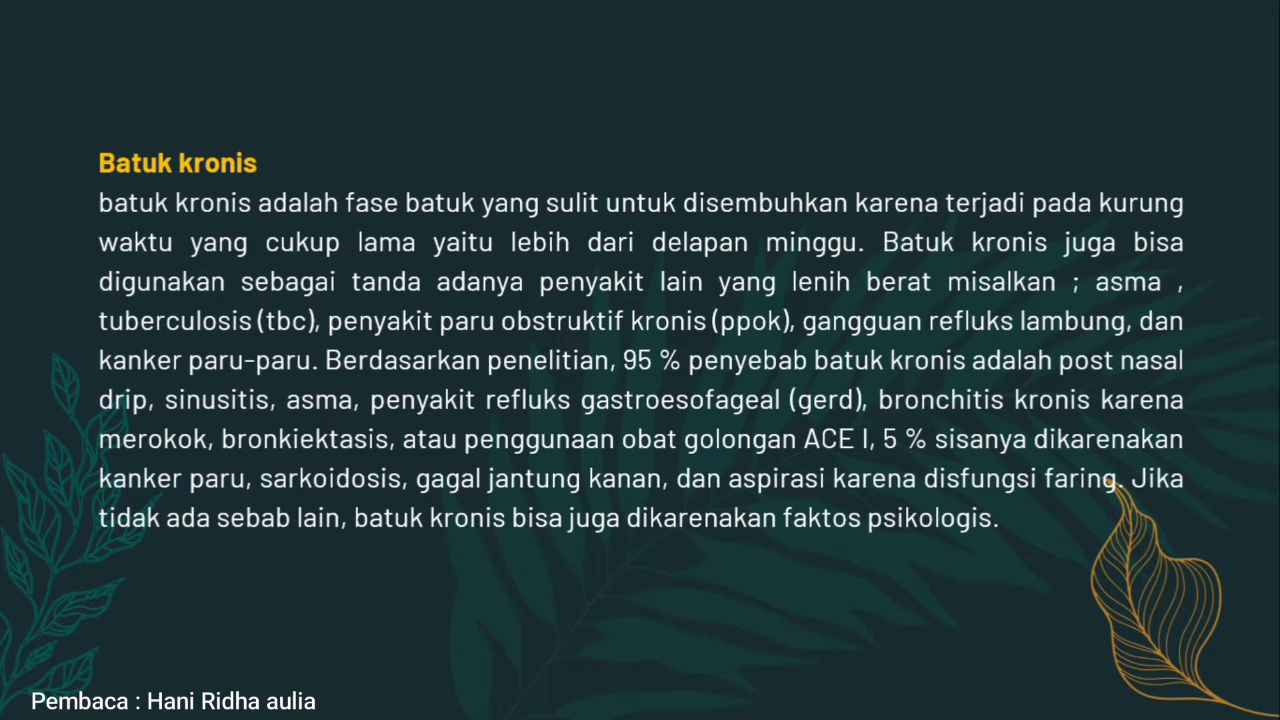 Batuk kronis
batuk kronis adalah fase batuk yang sulit untuk disembuhkan karena terjadi pada kurung
waktu yang cukup lama yaitu lebih dari delapan minggu. Batuk kronis juga bisa
digunakan sebagai tanda adanya penyakit lain yang lenih berat misalkan ; asma ,
tuberculosis (tbc), penyakit paru obstruktif kronis (ppok), gangguan refluks lambung, dan
kanker paru-paru. Berdasarkan penelitian, 95 % penyebab batuk kronis adalah post nasal
drip, sinusitis, asma, penyakit refluks gastroesofageal (gerd), bronchitis kronis karena
merokok, bronkiektasis, atau penggunaan obat golongan ACE I, 5 % sisanya dikarenakan
kanker paru, sarkoidosis, gagal jantung kanan, dan aspirasi karena disfungsi faring. Jika
tidak ada sebab lain, batuk kronis bisa juga dikarenakan faktos psikologis.
Pembaca : Hani Ridha aulia